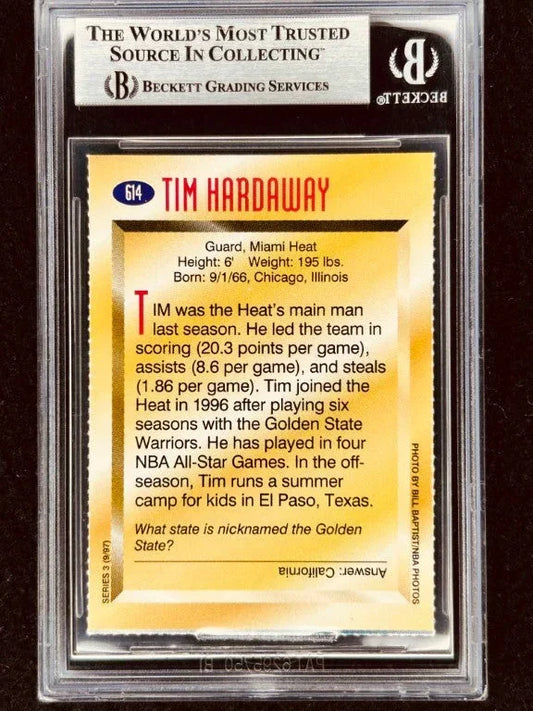 THE WORLD'S MOST TRUSTED
SOURCE IN COLLECTING™
B BECKETT GRADING SERVICES
B
BECKETT®
614 TIM HARDAWAY
Guard, Miami Heat
Height: 6' Weight: 195 lbs.
Born: 9/1/66, Chicago, Illinois
TIM was the Heat's main man
last season. He led the team in
scoring (20.3 points per game),
assists (8.6 per game), and steals
(1.86 per game). Tim joined the
Heat in 1996 after playing six
seasons with the Golden State
Warriors. He has played in four
NBA All-Star Games. In the off-
season, Tim runs a summer
camp for kids in El Paso, Texas.
What state is nicknamed the Golden
State?
Answer: California
SERIES 3 (9/97)
PHOTO BY BILL BAPTIST/NBA PHOTOS